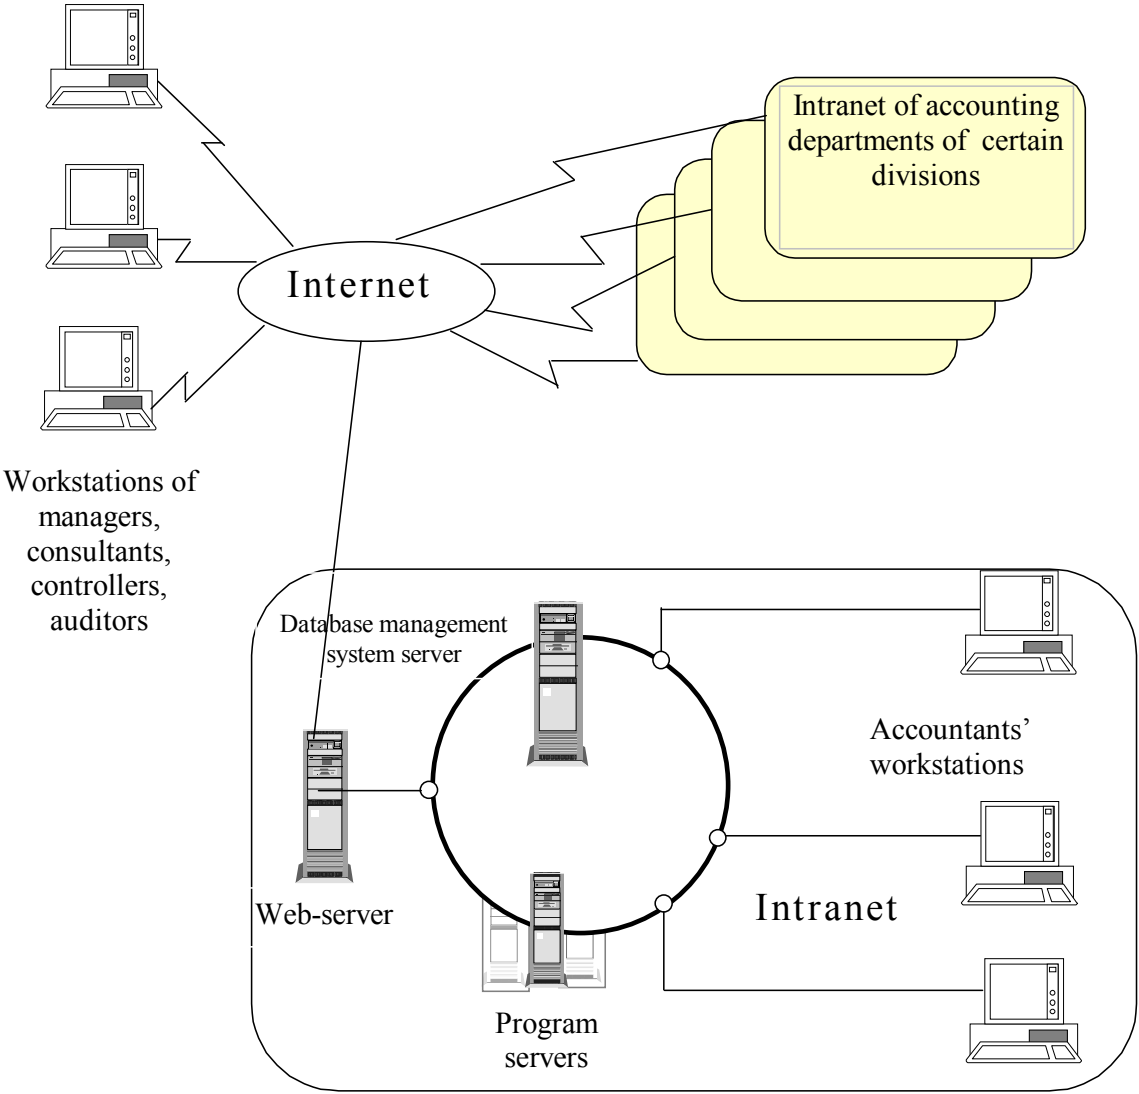 Intranet of accounting
departments of certain
divisions
Internet
Workstations of
managers,
consultants,
controllers,
auditors
Database management
system server
Accountants’
workstations
Web-server
Intranet
Program
servers